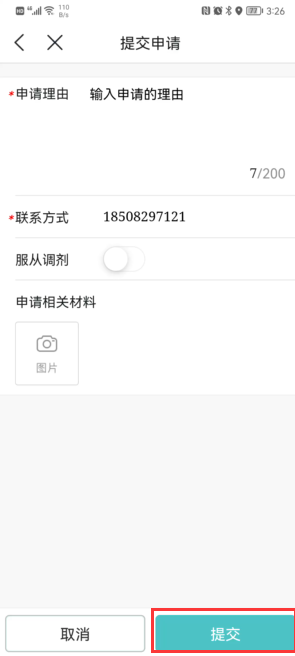 HD 4G 110 B/s 3:26
提交申请
*申请理由 输入申请的理由
7/200
*联系方式 18508297121
服从调剂
申请相关材料
图片
取消 提交